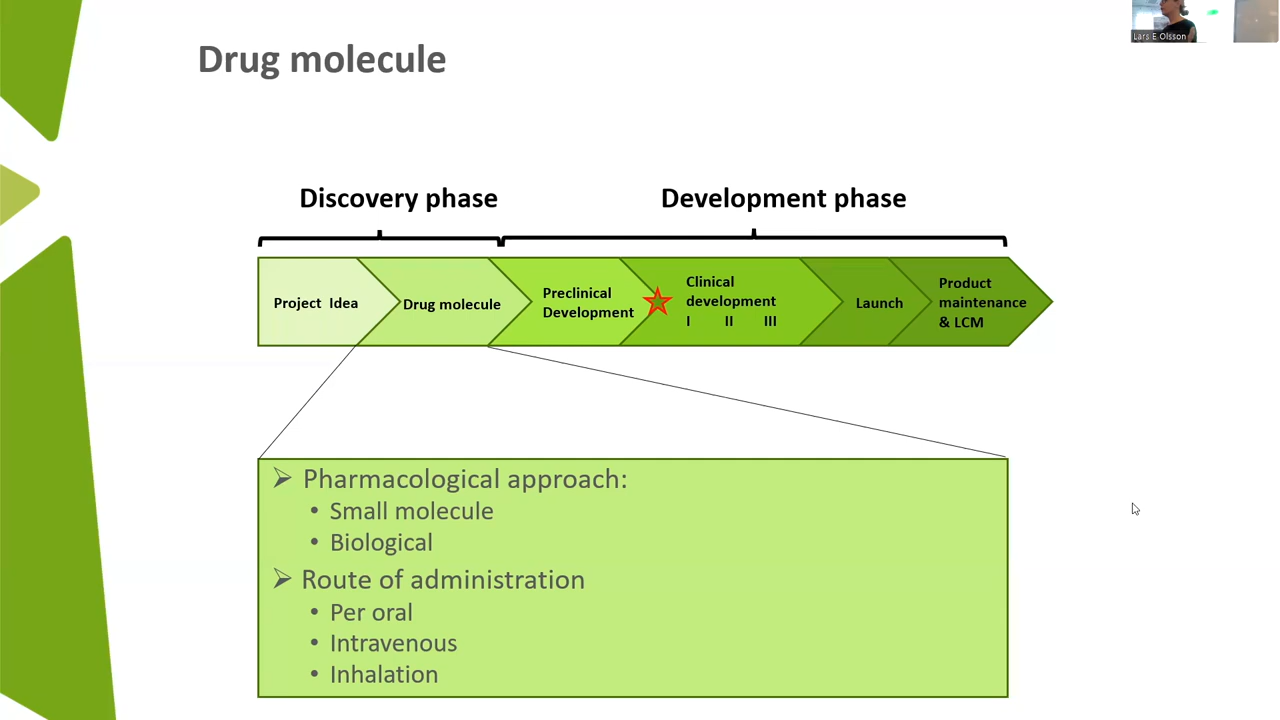 Drug molecule
Lars E Olsson
Discovery phase
Development phase
Project Idea
Drug molecule
Preclinical
Development
Clinical
development
I II III
Launch
Product
maintenance
& LCM
Pharmacological approach:
• Small molecule
• Biological
Route of administration
• Per oral
• Intravenous
• Inhalation